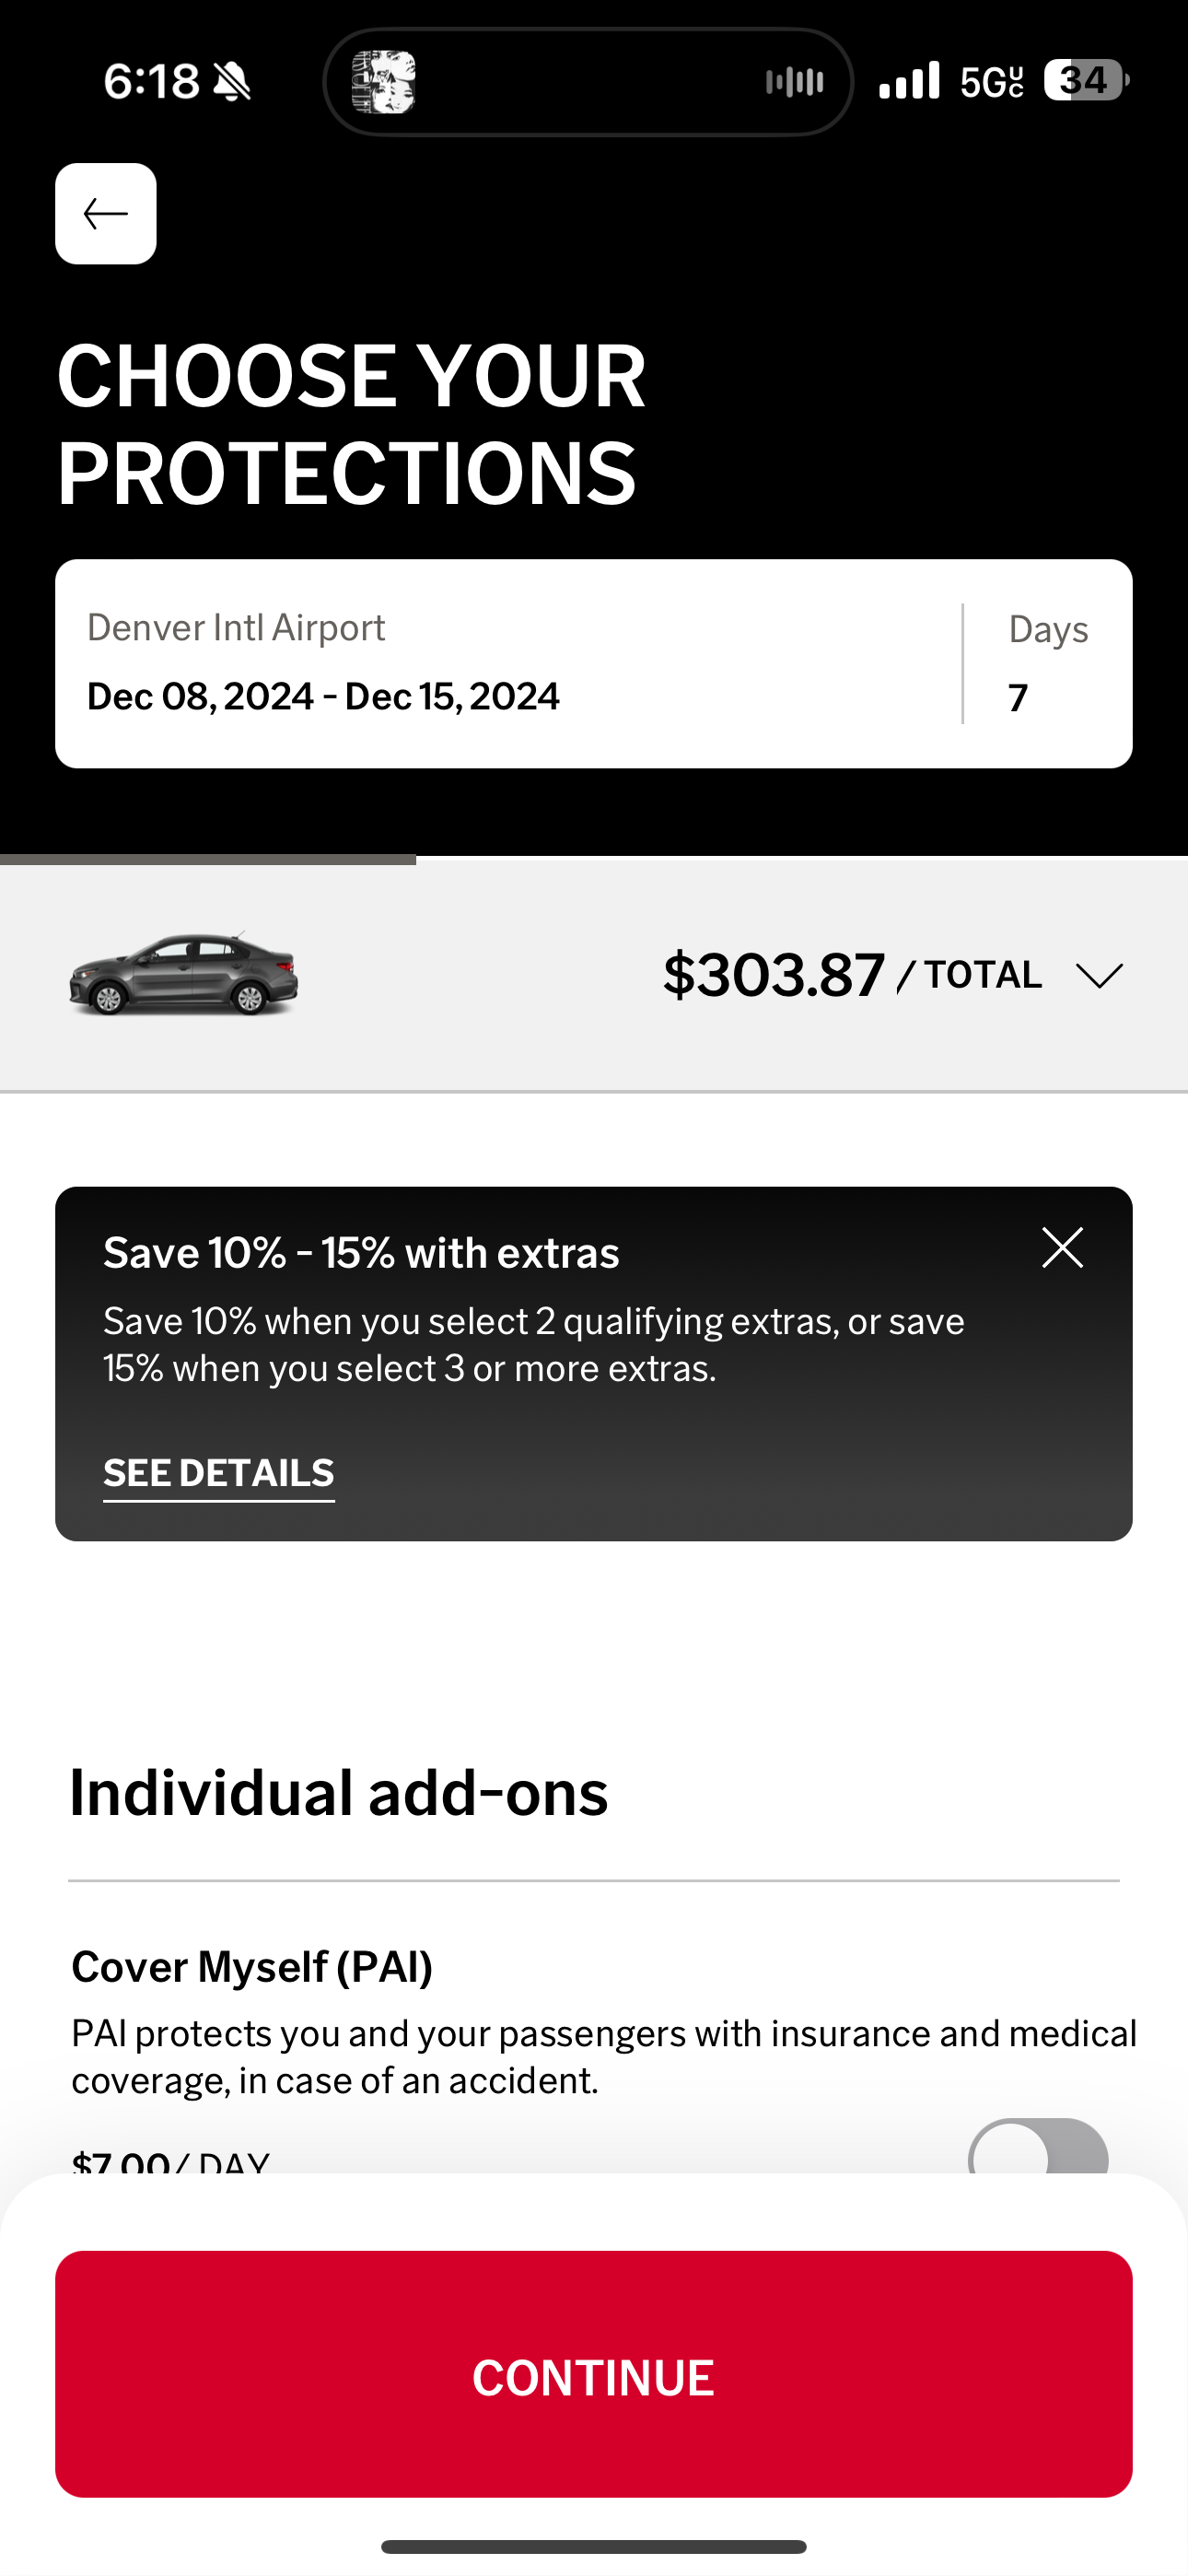 6:18
5GUC
34
CHOOSE YOUR
PROTECTIONS
Denver Intl Airport
Days
Dec 08, 2024 - Dec 15, 2024
7
$303.87 / TOTAL
Save 10% - 15% with extras
Save 10% when you select 2 qualifying extras, or save
15% when you select 3 or more extras.
SEE DETAILS
Individual add-ons
Cover Myself (PAI)
PAI protects you and your passengers with insurance and medical
coverage, in case of an accident.
$7.00/ DAY
CONTINUE